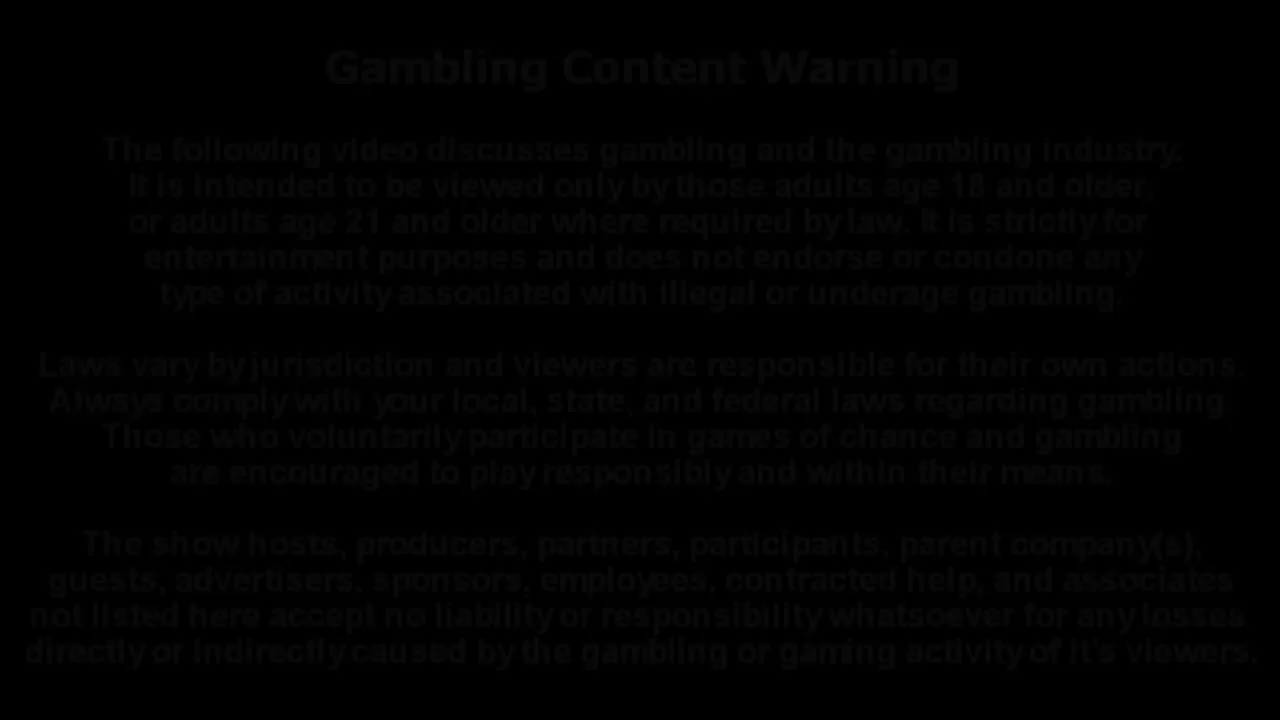 Gambling Content Warning
The following video discusses gambling and the gambling industry.
It is intended to be viewed only by those adults age 18 and older,
or adults age 21 and older where required by law. It is strictly for
entertainment purposes and does not endorse or condone any
type of activity associated with illegal or underage gambling.
Laws vary by jurisdiction and viewers are responsible for their own actions.
Always comply with your local, state, and federal laws regarding gambling
Those who voluntarily participate in games of chance and gambling
are encouraged to play responsibly and within their means.
The show hosts, producers, partners, participants, parent company(s),
guests, advertisers, sponsors, employees, contracted help, and associates
not listed here accept no liability or responsibility whatsoever for any losses
directly or indirectly caused by the gambling or gaming activity of it's viewers.